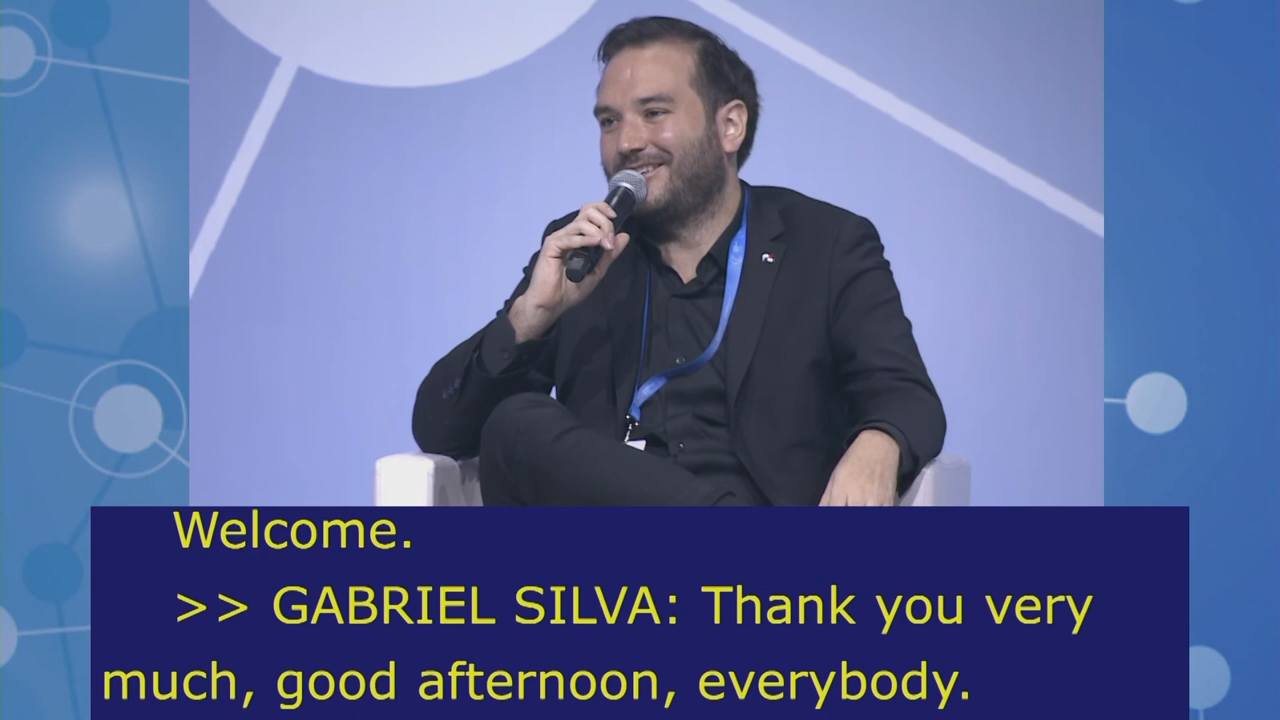 Welcome.
>> GABRIEL SILVA: Thank you very
much, good afternoon, everybody.